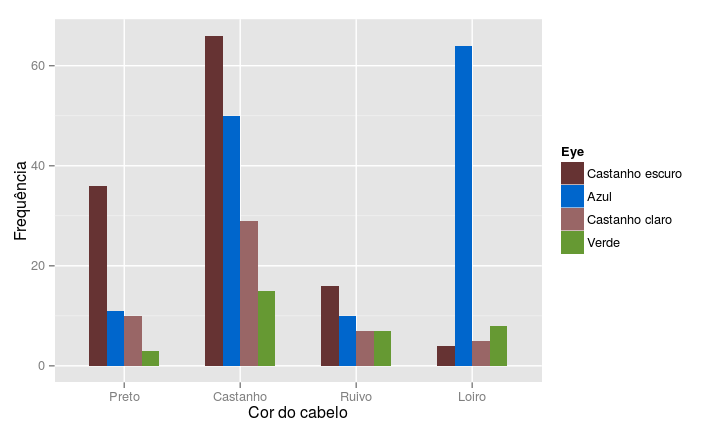 Frequência
60
40
20
0
Preto
Castanho
Ruivo
Loiro
Cor do cabelo
Eye
Castanho escuro
Azul
Castanho claro
Verde